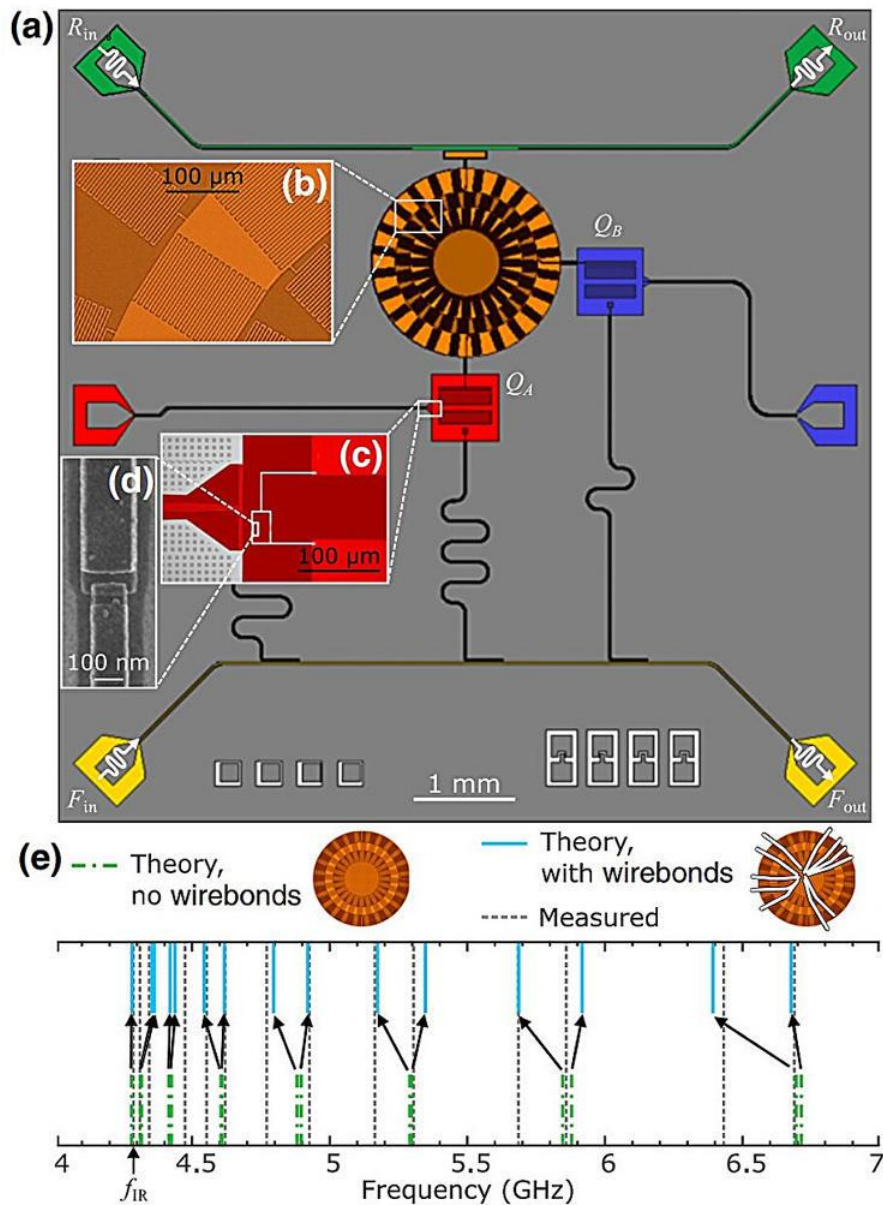 (a)
R_in
R_out
100 µm
(b)
Q_B
Q_A
(c)
(d)
100 µm
100 nm
F_in
1 mm
F_out
(e)
Theory,
no wirebonds
Theory,
with wirebonds
Measured
4 4.5 5 5.5 6 6.5 7
f_IR
Frequency (GHz)